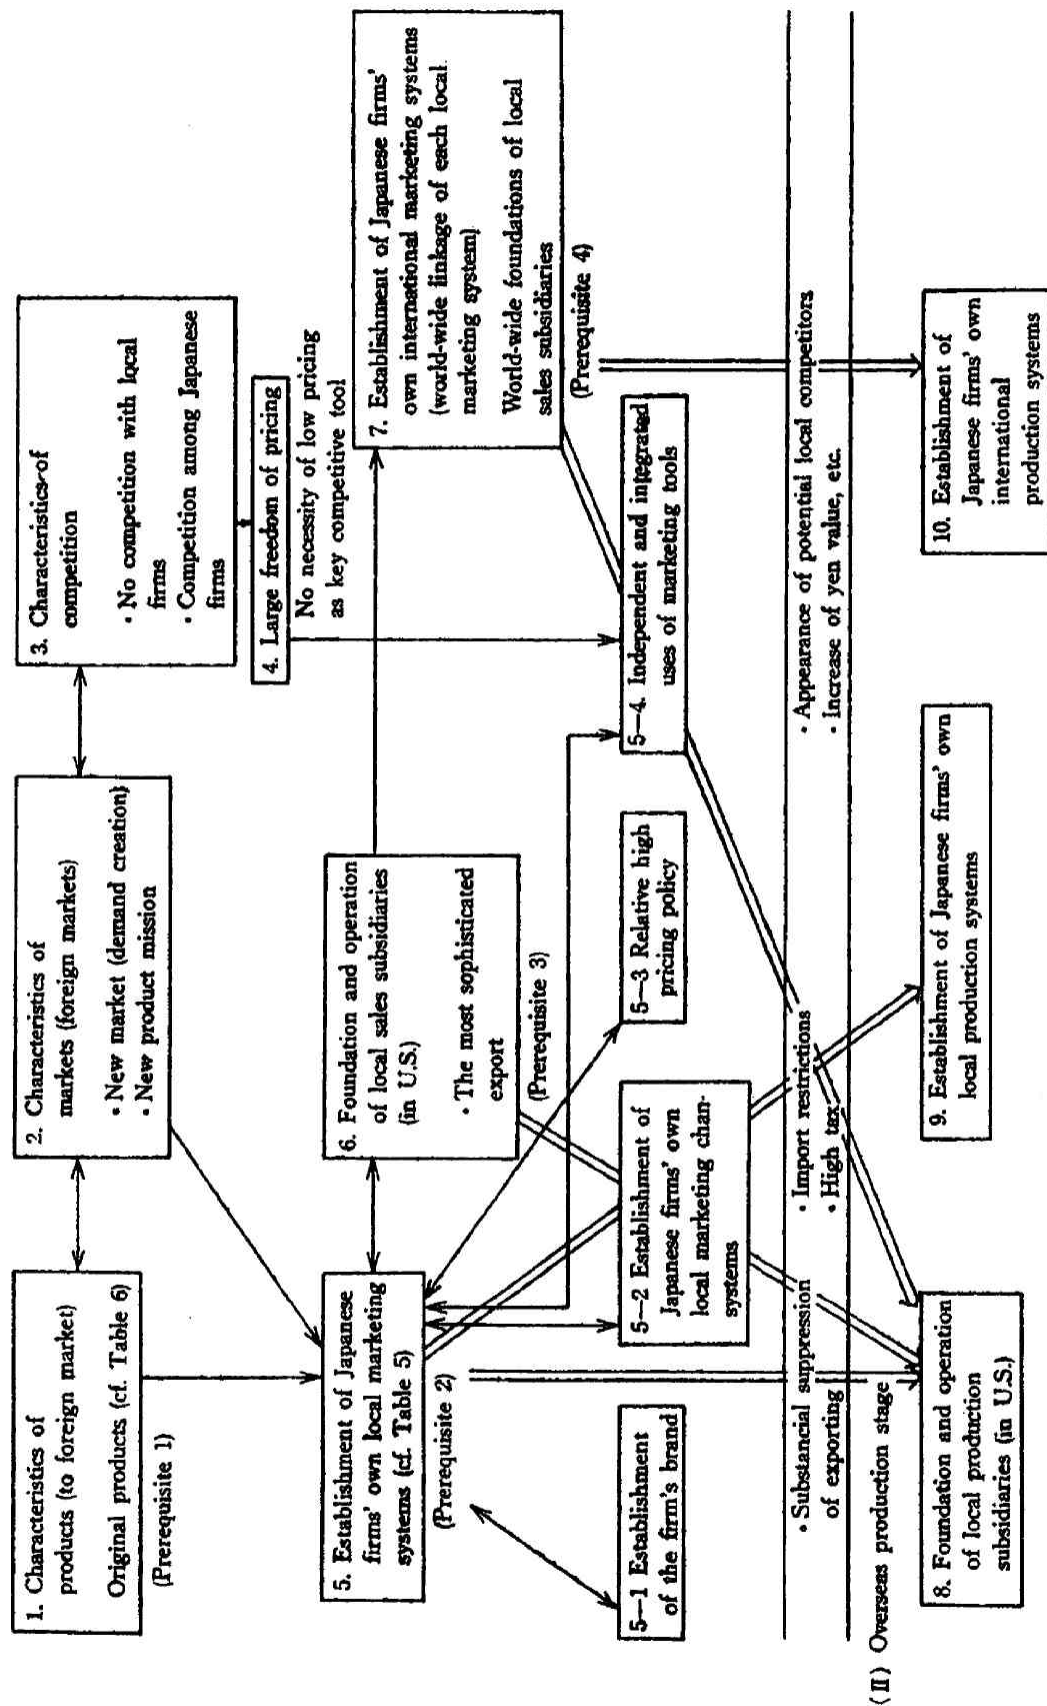 1. Characteristics of
products (to foreign market)
Original products (cf. Table 6)
(Prerequisite 1)
2. Characteristics of
markets (foreign markets)
• New market (demand creation)
• New product mission
3. Characteristics of
competition
• No competition with local
firms
• Competition among Japanese
firms
4. Large freedom of pricing
No necessity of low pricing
as key competitive tool
5. Establishment of Japanese
firms' own local marketing
systems (cf. Table 5)
(Prerequisite 2)
6. Foundation and operation
of local sales subsidiaries
(in U.S.)
• The most sophisticated
export
(Prerequisite 3)
7. Establishment of Japanese firms'
own international marketing systems
(world-wide linkage of each local
marketing system)
World-wide foundations of local
sales subsidiaries
(Prerequisite 4)
5—1 Establishment
of the firm's brand
5—2 Establishment of
Japanese firms' own
local marketing chan-
systems
5—3 Relative high
pricing policy
5—4. Independent and integrated
uses of marketing tools
• Substancial suppression
of exporting
• Import restrictions
• High tax
• Appearance of potential local competitors
• Increase of yen value, etc.
(II) Overseas production stage
8. Foundation and operation
of local production
subsidiaries (in U.S.)
9. Establishment of Japanese firms' own
local production systems
10. Establishment of
Japanese firms' own
international
production systems